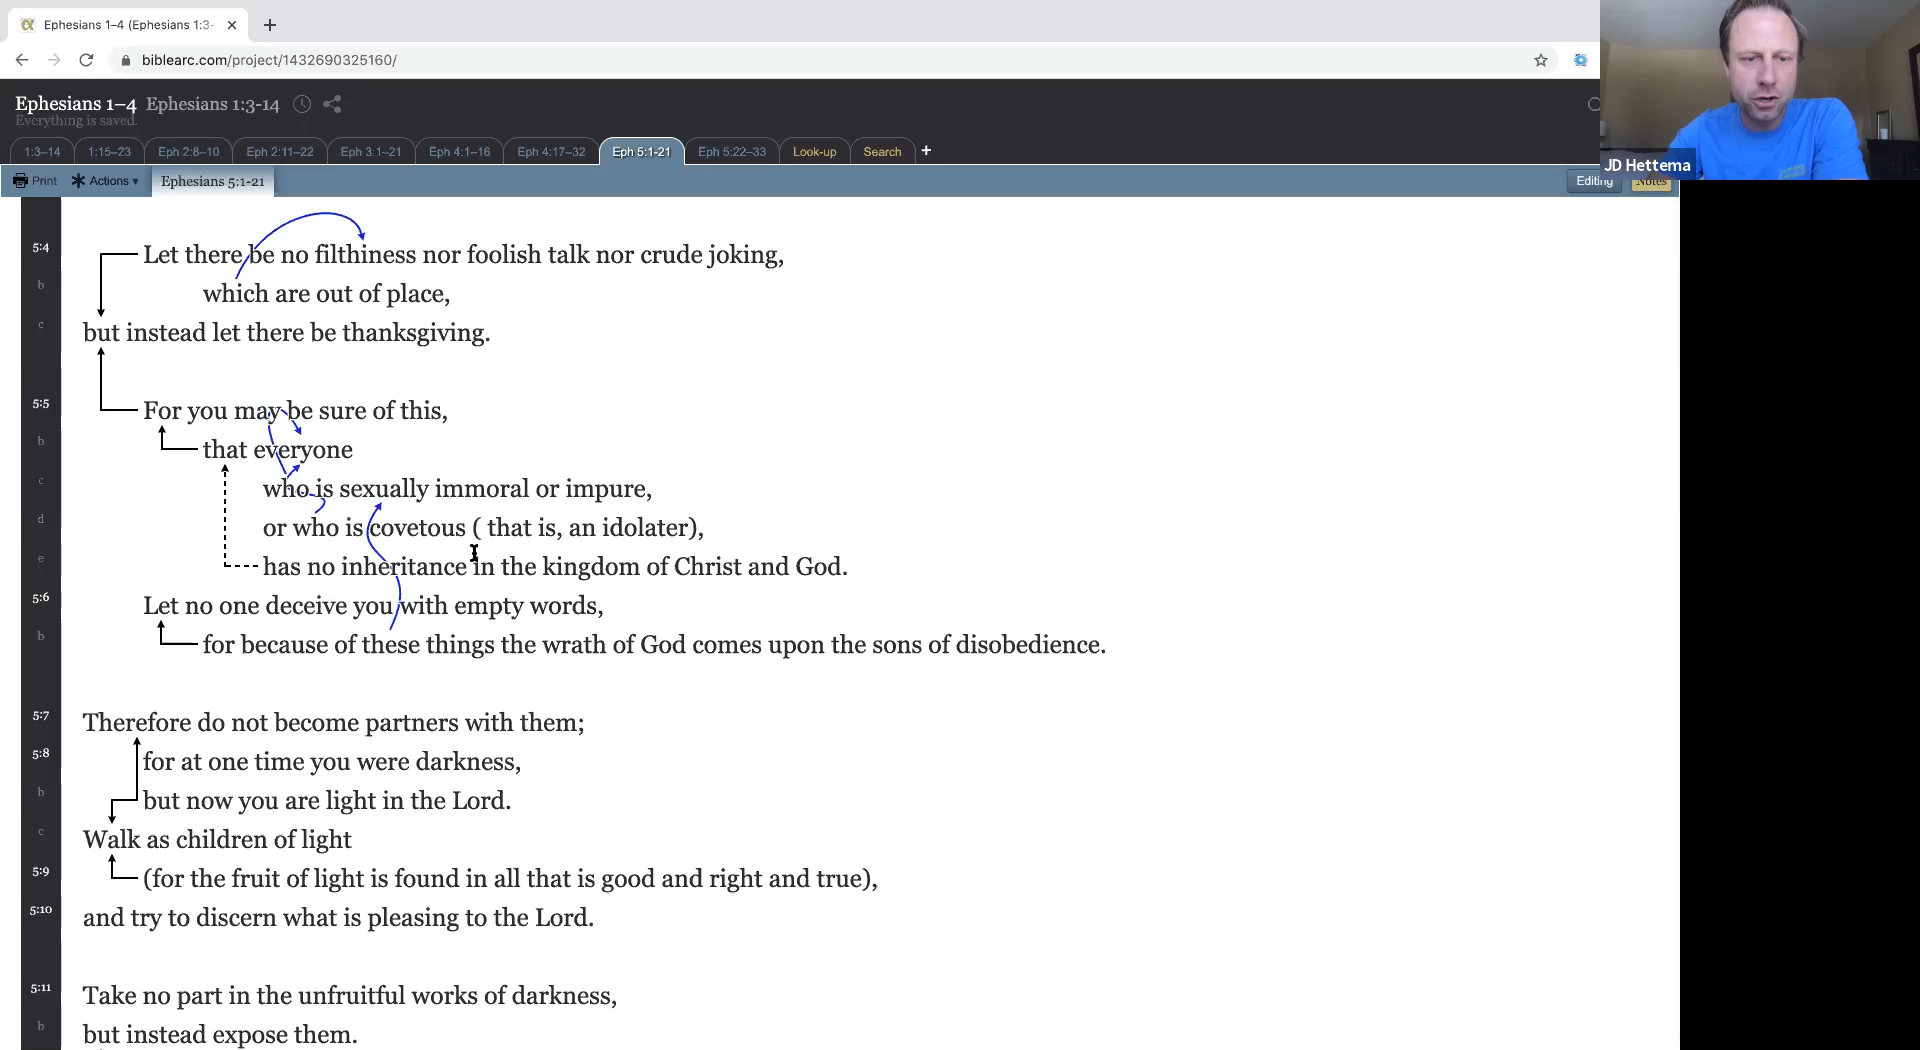 Ephesians 1–4 (Ephesians 1:3-
biblearc.com/project/1432690325160/
Ephesians 1–4 Ephesians 1:3-14
Everything is saved.
1:3–14 1:15–23 Eph 2:8–10 Eph 2:11–22 Eph 3:1–21 Eph 4:1–16 Eph 4:17–32 Eph 5:1-21 Eph 5:22–33 Look-up Search +
JD Hettema
Print Actions Ephesians 5:1-21 Editing Notes
5:4 Let there be no filthiness nor foolish talk nor crude joking,
b which are out of place,
c but instead let there be thanksgiving.
5:5 For you may be sure of this,
b that everyone
c who is sexually immoral or impure,
d or who is covetous ( that is, an idolater),
e has no inheritance in the kingdom of Christ and God.
5:6 Let no one deceive you with empty words,
b for because of these things the wrath of God comes upon the sons of disobedience.
5:7 Therefore do not become partners with them;
5:8 for at one time you were darkness,
b but now you are light in the Lord.
c Walk as children of light
5:9 (for the fruit of light is found in all that is good and right and true),
5:10 and try to discern what is pleasing to the Lord.
5:11 Take no part in the unfruitful works of darkness,
b but instead expose them.